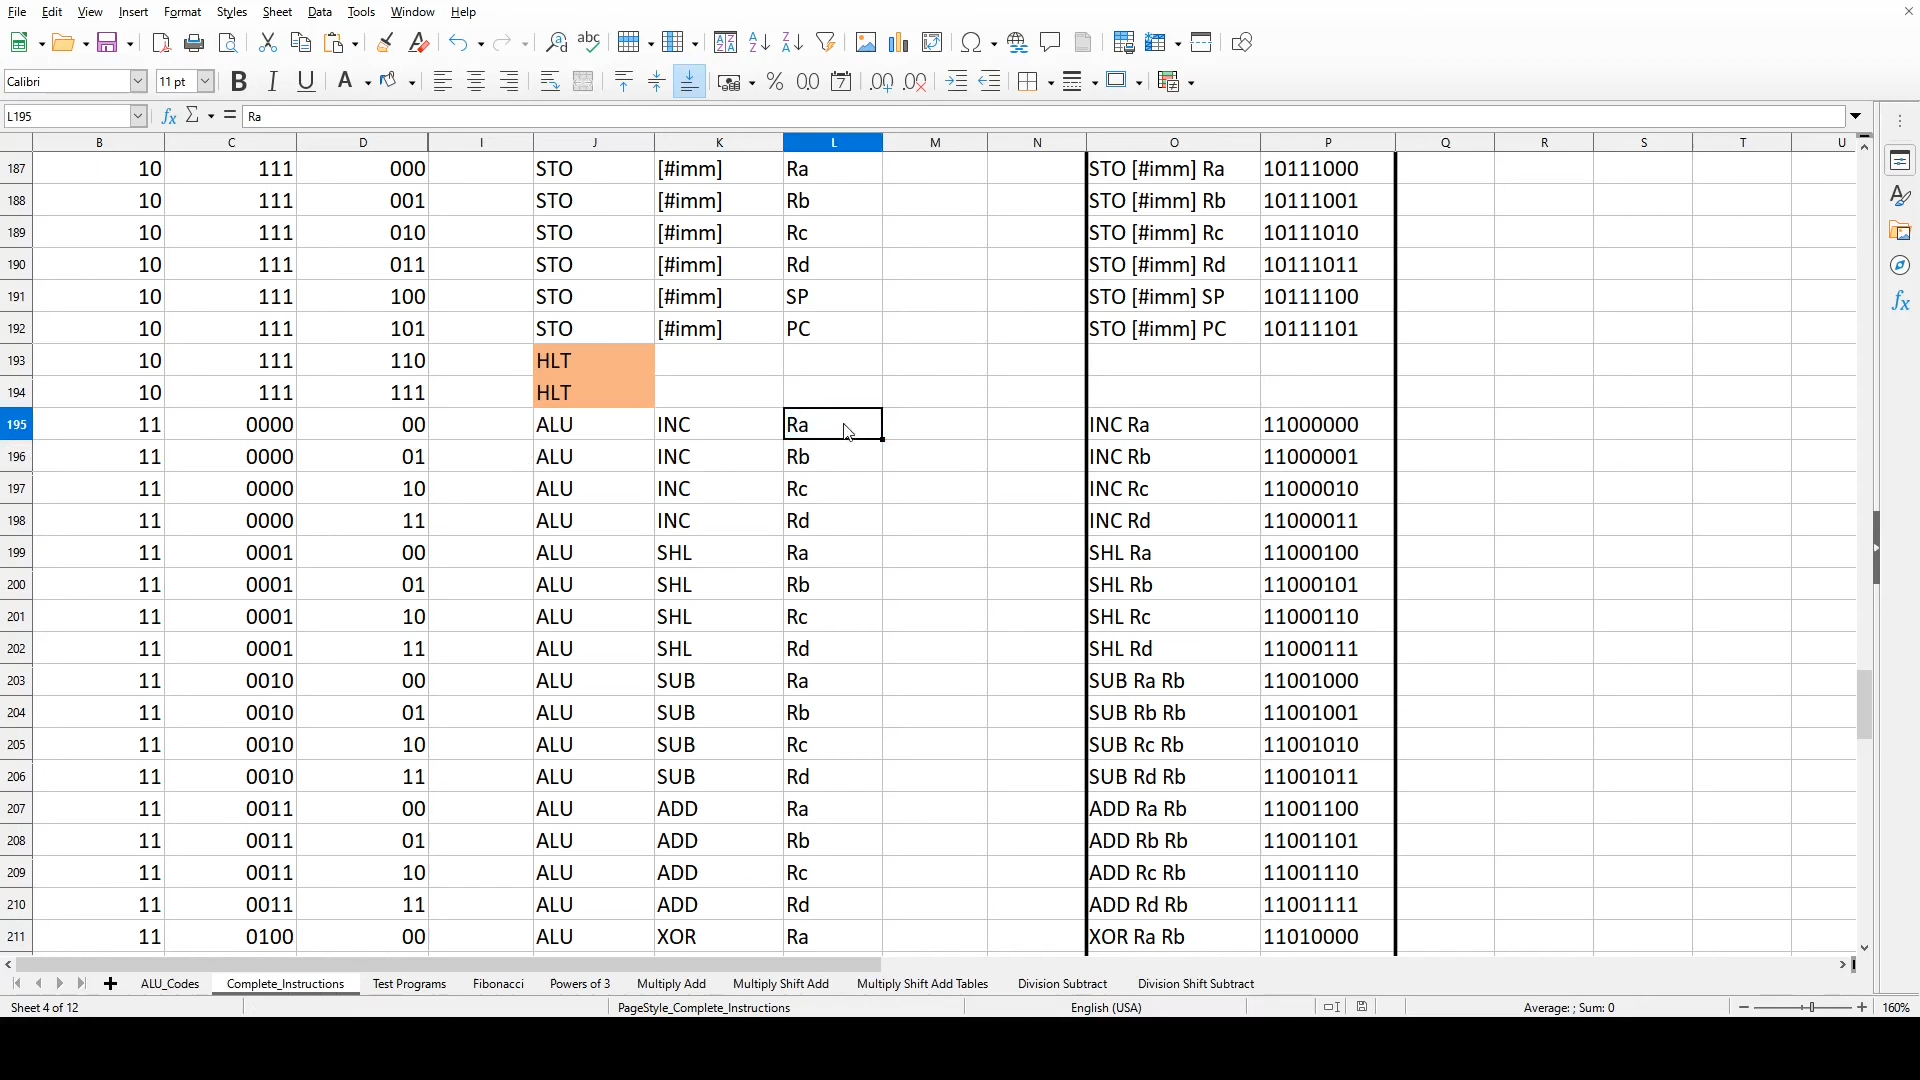 File Edit View Insert Format Styles Sheet Data Tools Window Help
Calibri 11 pt
L195 Ra
B C D I J K L M N O P Q R S T U
187 10 111 000 STO [#imm] Ra STO [#imm] Ra 10111000
188 10 111 001 STO [#imm] Rb STO [#imm] Rb 10111001
189 10 111 010 STO [#imm] Rc STO [#imm] Rc 10111010
190 10 111 011 STO [#imm] Rd STO [#imm] Rd 10111011
191 10 111 100 STO [#imm] SP STO [#imm] SP 10111100
192 10 111 101 STO [#imm] PC STO [#imm] PC 10111101
193 10 111 110 HLT
194 10 111 111 HLT
195 11 0000 00 ALU INC Ra INC Ra 11000000
196 11 0000 01 ALU INC Rb INC Rb 11000001
197 11 0000 10 ALU INC Rc INC Rc 11000010
198 11 0000 11 ALU INC Rd INC Rd 11000011
199 11 0001 00 ALU SHL Ra SHL Ra 11000100
200 11 0001 01 ALU SHL Rb SHL Rb 11000101
201 11 0001 10 ALU SHL Rc SHL Rc 11000110
202 11 0001 11 ALU SHL Rd SHL Rd 11000111
203 11 0010 00 ALU SUB Ra SUB Ra Rb 11001000
204 11 0010 01 ALU SUB Rb SUB Rb Rb 11001001
205 11 0010 10 ALU SUB Rc SUB Rc Rb 11001010
206 11 0010 11 ALU SUB Rd SUB Rd Rb 11001011
207 11 0011 00 ALU ADD Ra ADD Ra Rb 11001100
208 11 0011 01 ALU ADD Rb ADD Rb Rb 11001101
209 11 0011 10 ALU ADD Rc ADD Rc Rb 11001110
210 11 0011 11 ALU ADD Rd ADD Rd Rb 11001111
211 11 0100 00 ALU XOR Ra XOR Ra Rb 11010000
ALU_Codes Complete_Instructions Test Programs Fibonacci Powers of 3 Multiply Add Multiply Shift Add Multiply Shift Add Tables Division Subtract Division Shift Subtract
Sheet 4 of 12 PageStyle_Complete_Instructions English (USA) Average: ; Sum: 0 160%